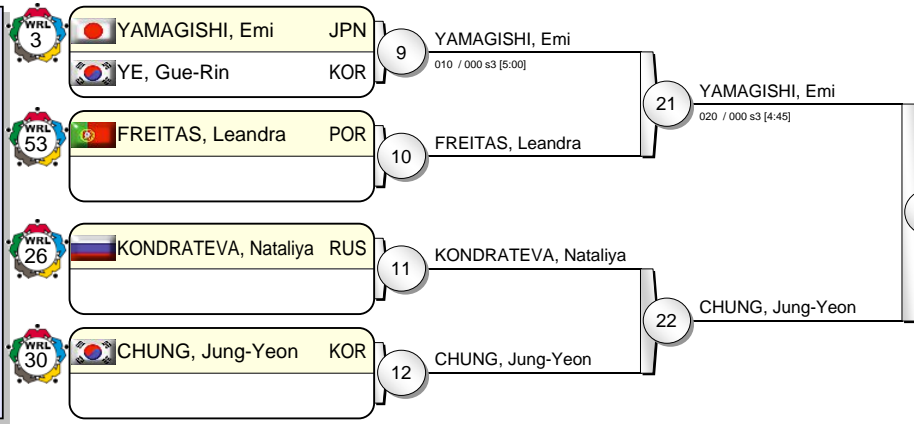 WRL
3
YAMAGISHI, Emi JPN
YE, Gue-Rin KOR
9
YAMAGISHI, Emi
010 / 000 s3 [5:00]
WRL
53
FREITAS, Leandra POR
10
FREITAS, Leandra
21
YAMAGISHI, Emi
020 / 000 s3 [4:45]
WRL
26
KONDRATEVA, Nataliya RUS
11
KONDRATEVA, Nataliya
WRL
30
CHUNG, Jung-Yeon KOR
12
CHUNG, Jung-Yeon
22
CHUNG, Jung-Yeon